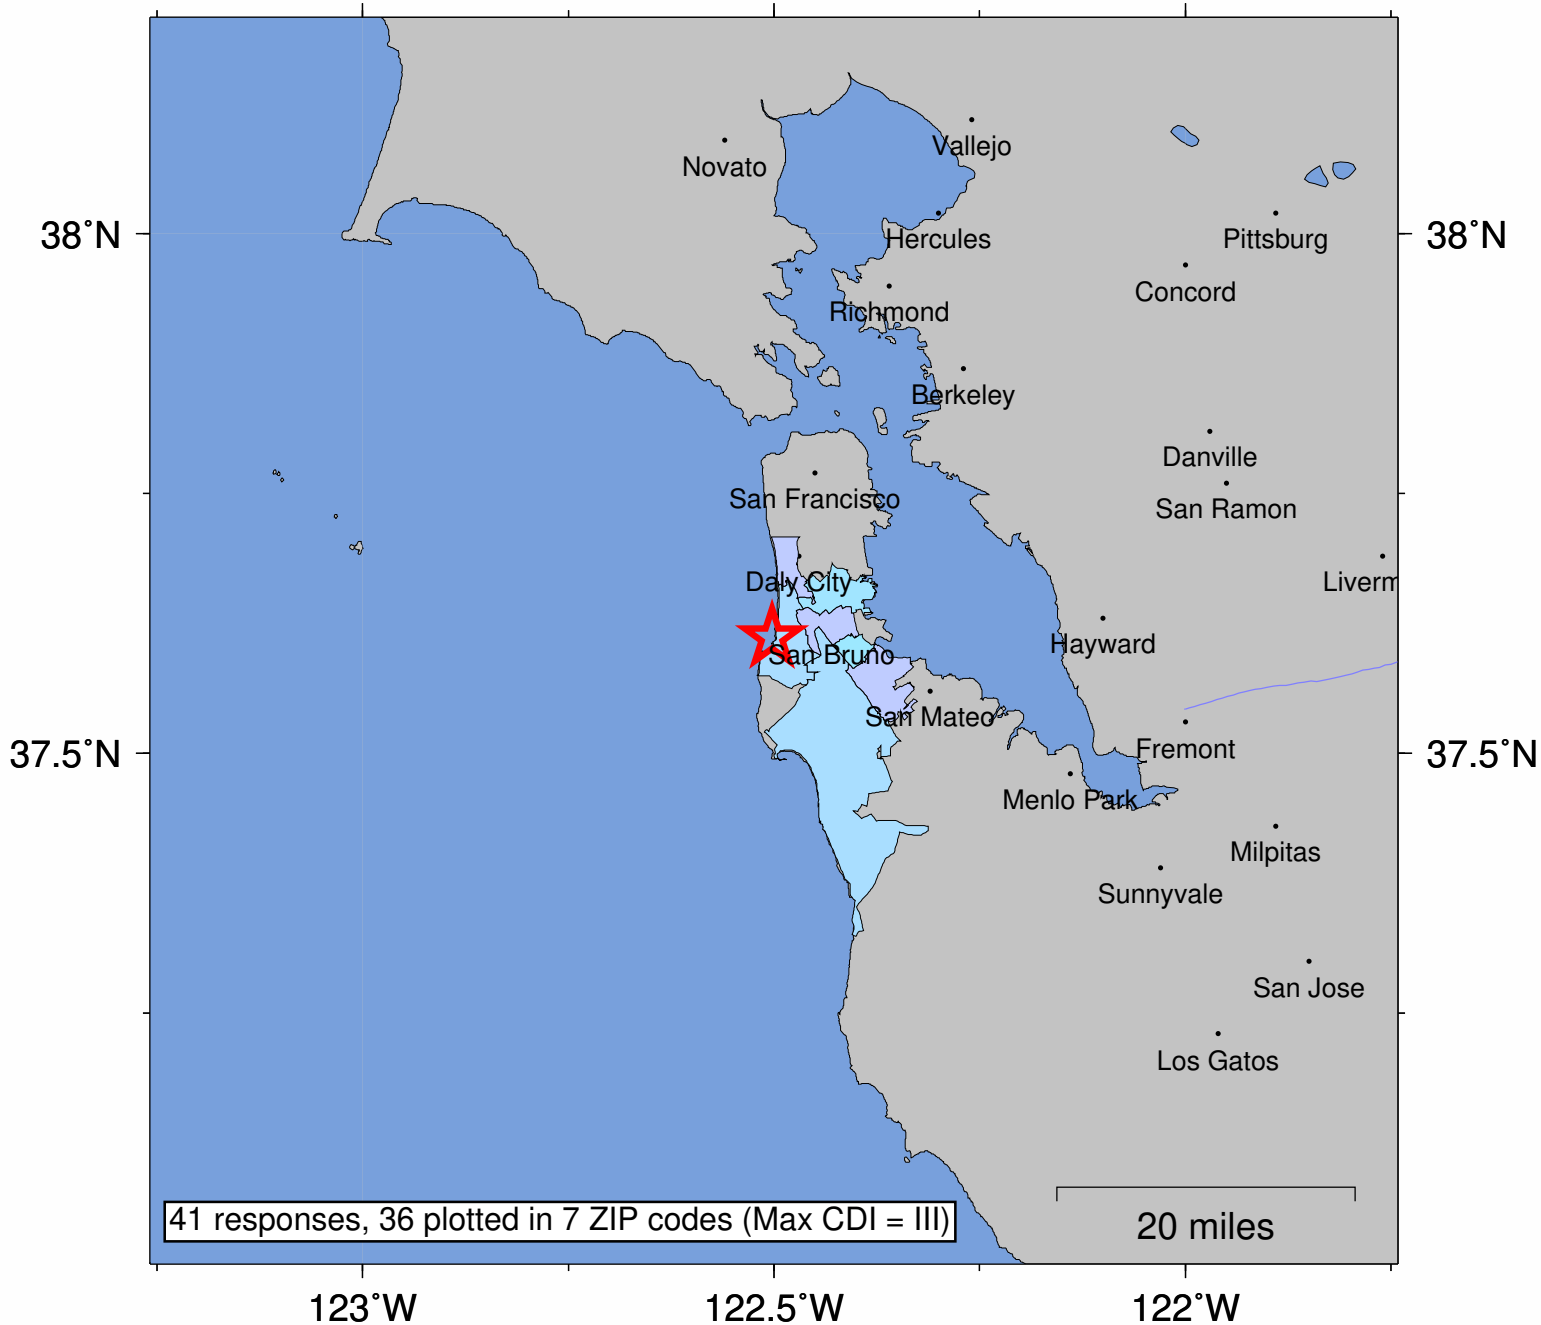 Novato
Vallejo
38°N
38°N
Hercules
Pittsburg
Concord
Richmond
Berkeley
Danville
San Francisco
San Ramon
Daly City
Liverm
Hayward
San Bruno
San Mateo
37.5°N
37.5°N
Fremont
Menlo Park
Milpitas
Sunnyvale
San Jose
Los Gatos
41 responses, 36 plotted in 7 ZIP codes (Max CDI = III)
20 miles
123°W
122.5°W
122°W